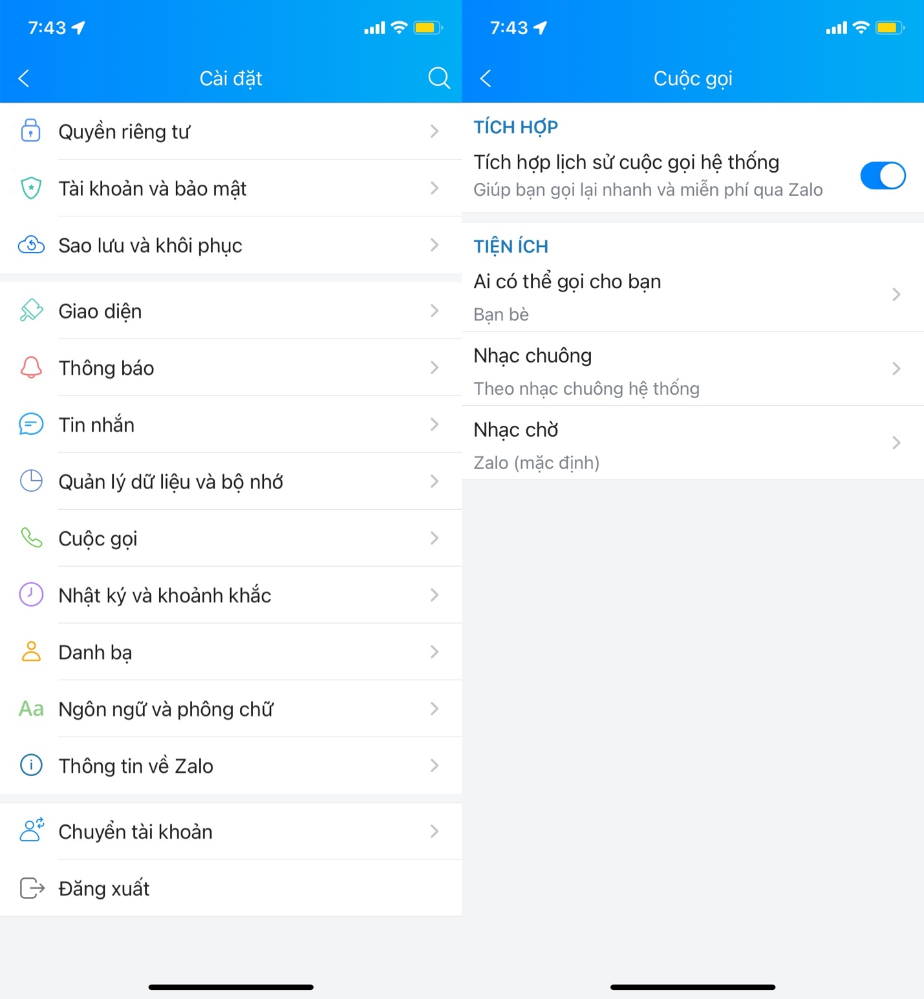 7:43
Cài đặt
Quyền riêng tư
Tài khoản và bảo mật
Sao lưu và khôi phục
Giao diện
Thông báo
Tin nhắn
Quản lý dữ liệu và bộ nhớ
Cuộc gọi
Nhật ký và khoảnh khắc
Danh bạ
Aa Ngôn ngữ và phông chữ
Thông tin về Zalo
Chuyển tài khoản
Đăng xuất
7:43
Cuộc gọi
TÍCH HỢP
Tích hợp lịch sử cuộc gọi hệ thống
Giúp bạn gọi lại nhanh và miễn phí qua Zalo
TIỆN ÍCH
Ai có thể gọi cho bạn
Bạn bè
Nhạc chuông
Theo nhạc chuông hệ thống
Nhạc chờ
Zalo (mặc định)